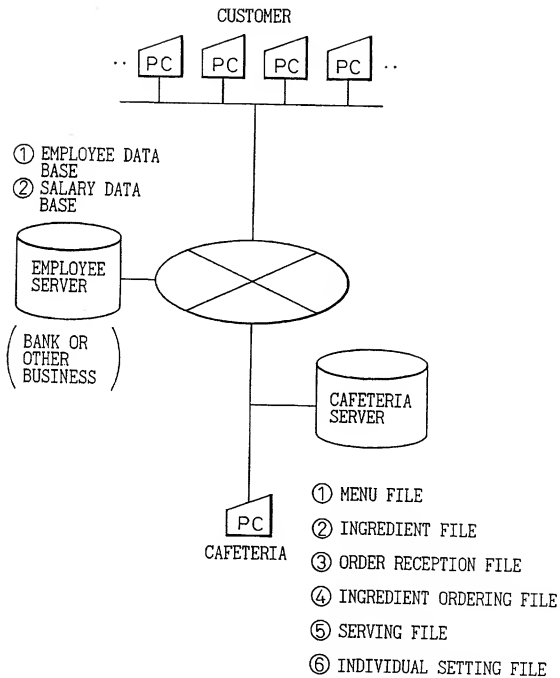 CUSTOMER
·· PC PC PC PC ··
① EMPLOYEE DATA
BASE
② SALARY DATA
BASE
EMPLOYEE
SERVER
(BANK OR
OTHER
BUSINESS)
CAFETERIA
SERVER
PC
CAFETERIA
① MENU FILE
② INGREDIENT FILE
③ ORDER RECEPTION FILE
④ INGREDIENT ORDERING FILE
⑤ SERVING FILE
⑥ INDIVIDUAL SETTING FILE